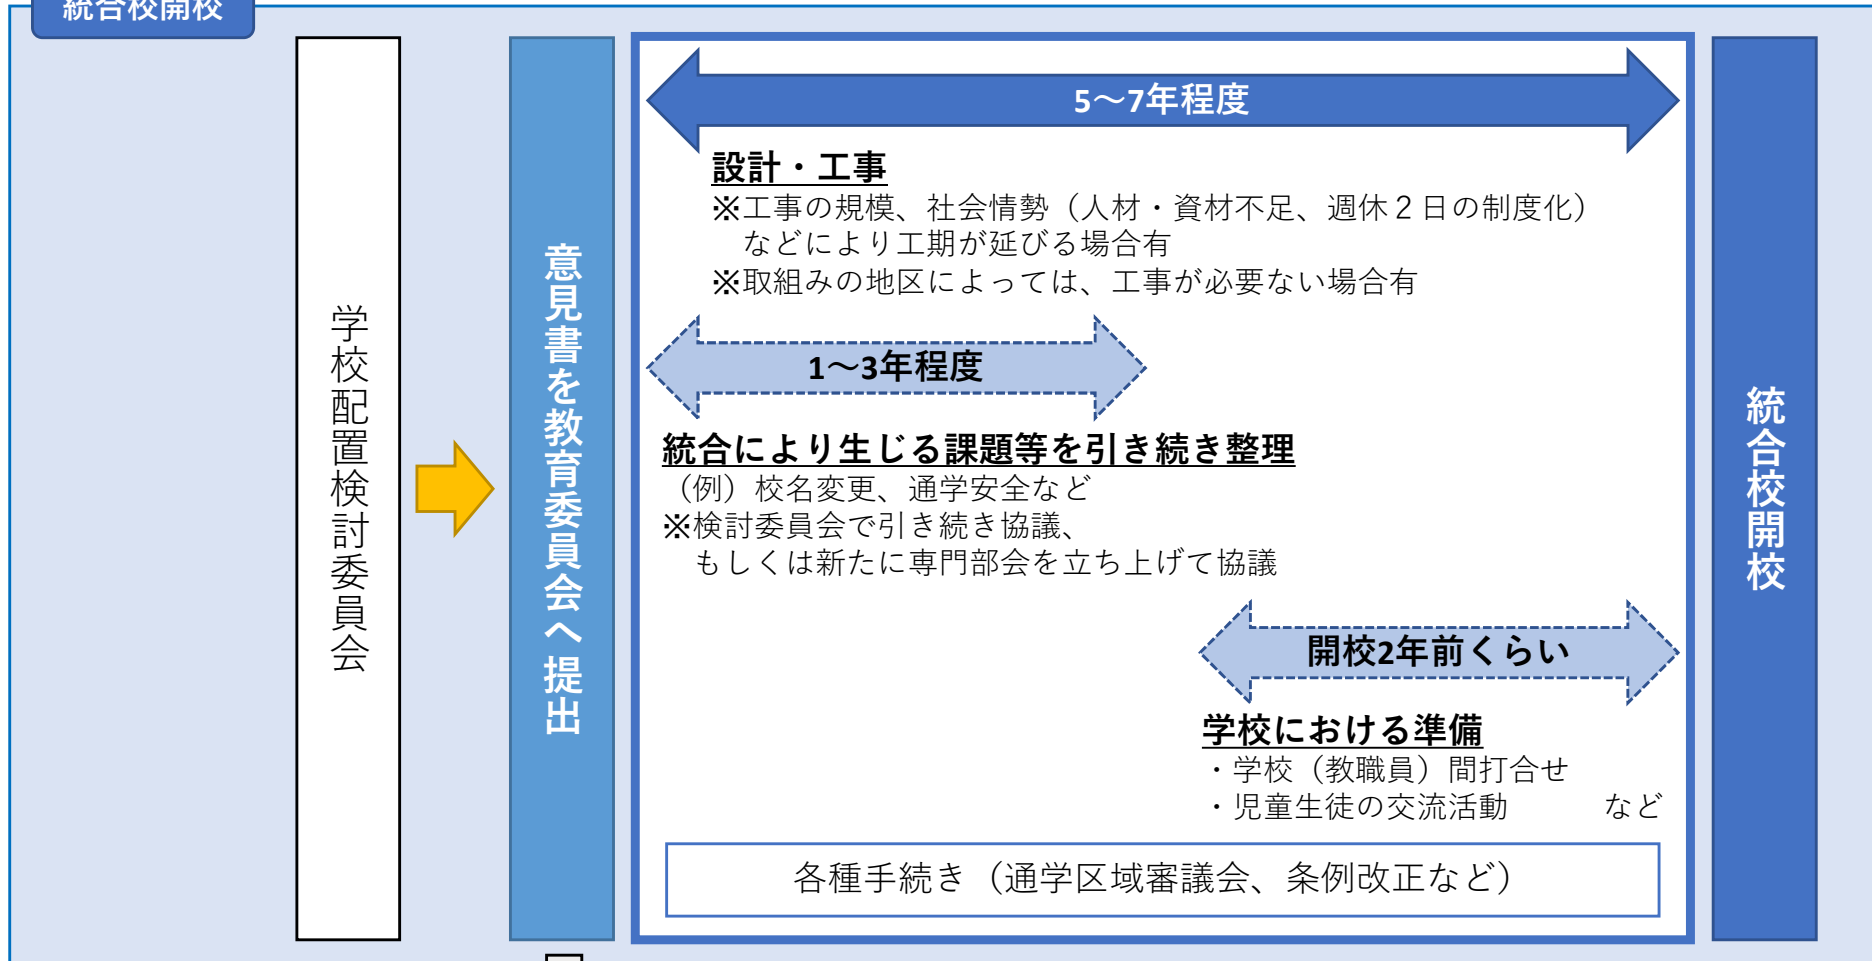 統合校開校
学校配置検討委員会
意見書を教育委員会へ提出
5～7年程度
設計・工事
※工事の規模、社会情勢（人材・資材不足、週休２日の制度化）
などにより工期が延びる場合有
※取組みの地区によっては、工事が必要ない場合有
1～3年程度
統合により生じる課題等を引き続き整理
（例）校名変更、通学安全など
※検討委員会で引き続き協議、
もしくは新たに専門部会を立ち上げて協議
開校2年前くらい
学校における準備
・学校（教職員）間打合せ
・児童生徒の交流活動　　　など
各種手続き（通学区域審議会、条例改正など）
統合校開校